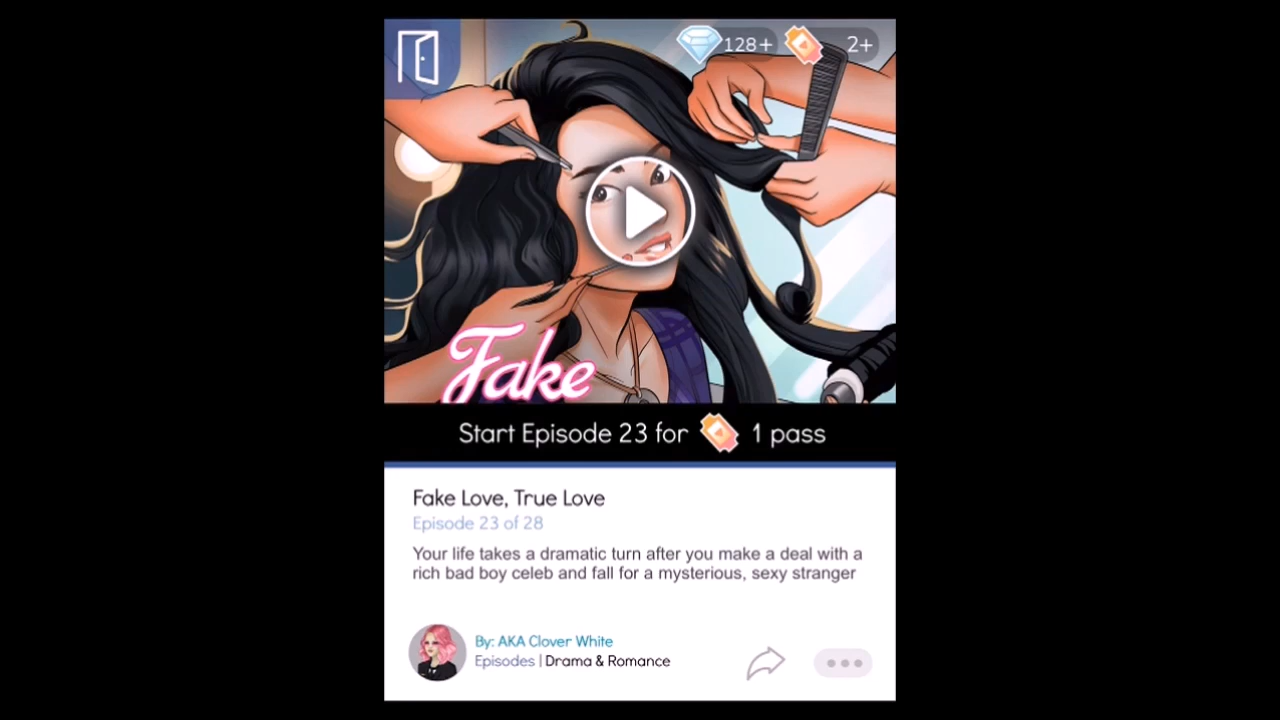 128+ 2+
Fake
Start Episode 23 for 1 pass
Fake Love, True Love
Episode 23 of 28
Your life takes a dramatic turn after you make a deal with a
rich bad boy celeb and fall for a mysterious, sexy stranger
By: AKA Clover White
Episodes | Drama & Romance